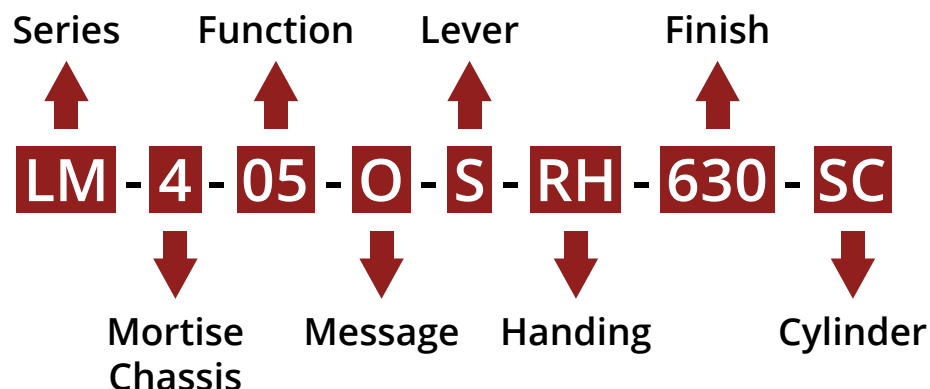 Series Function Lever Finish
LM - 4 - 05 - O - S - RH - 630 - SC
Mortise Message Handing Cylinder
Chassis